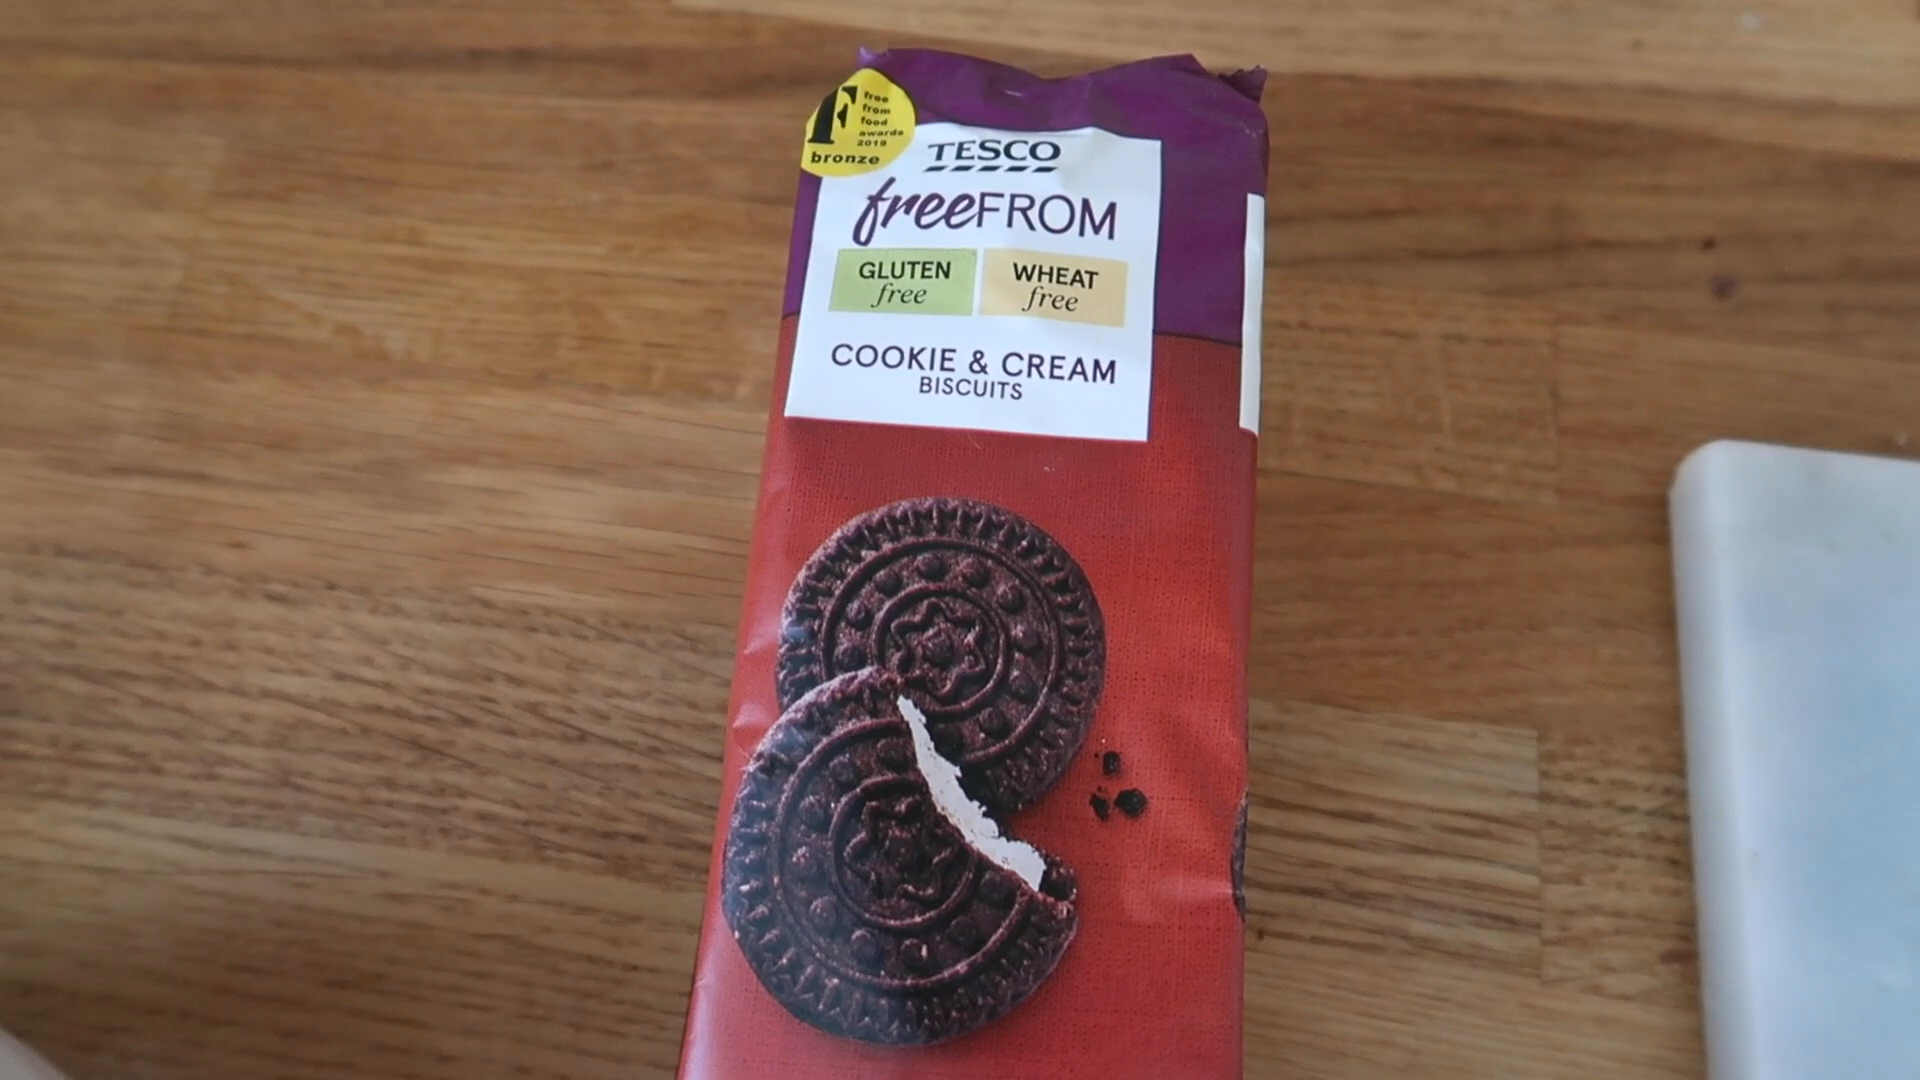 free
from
food
awards
2019
bronze
TESCO
freeFROM
GLUTEN
free
WHEAT
free
COOKIE & CREAM
BISCUITS